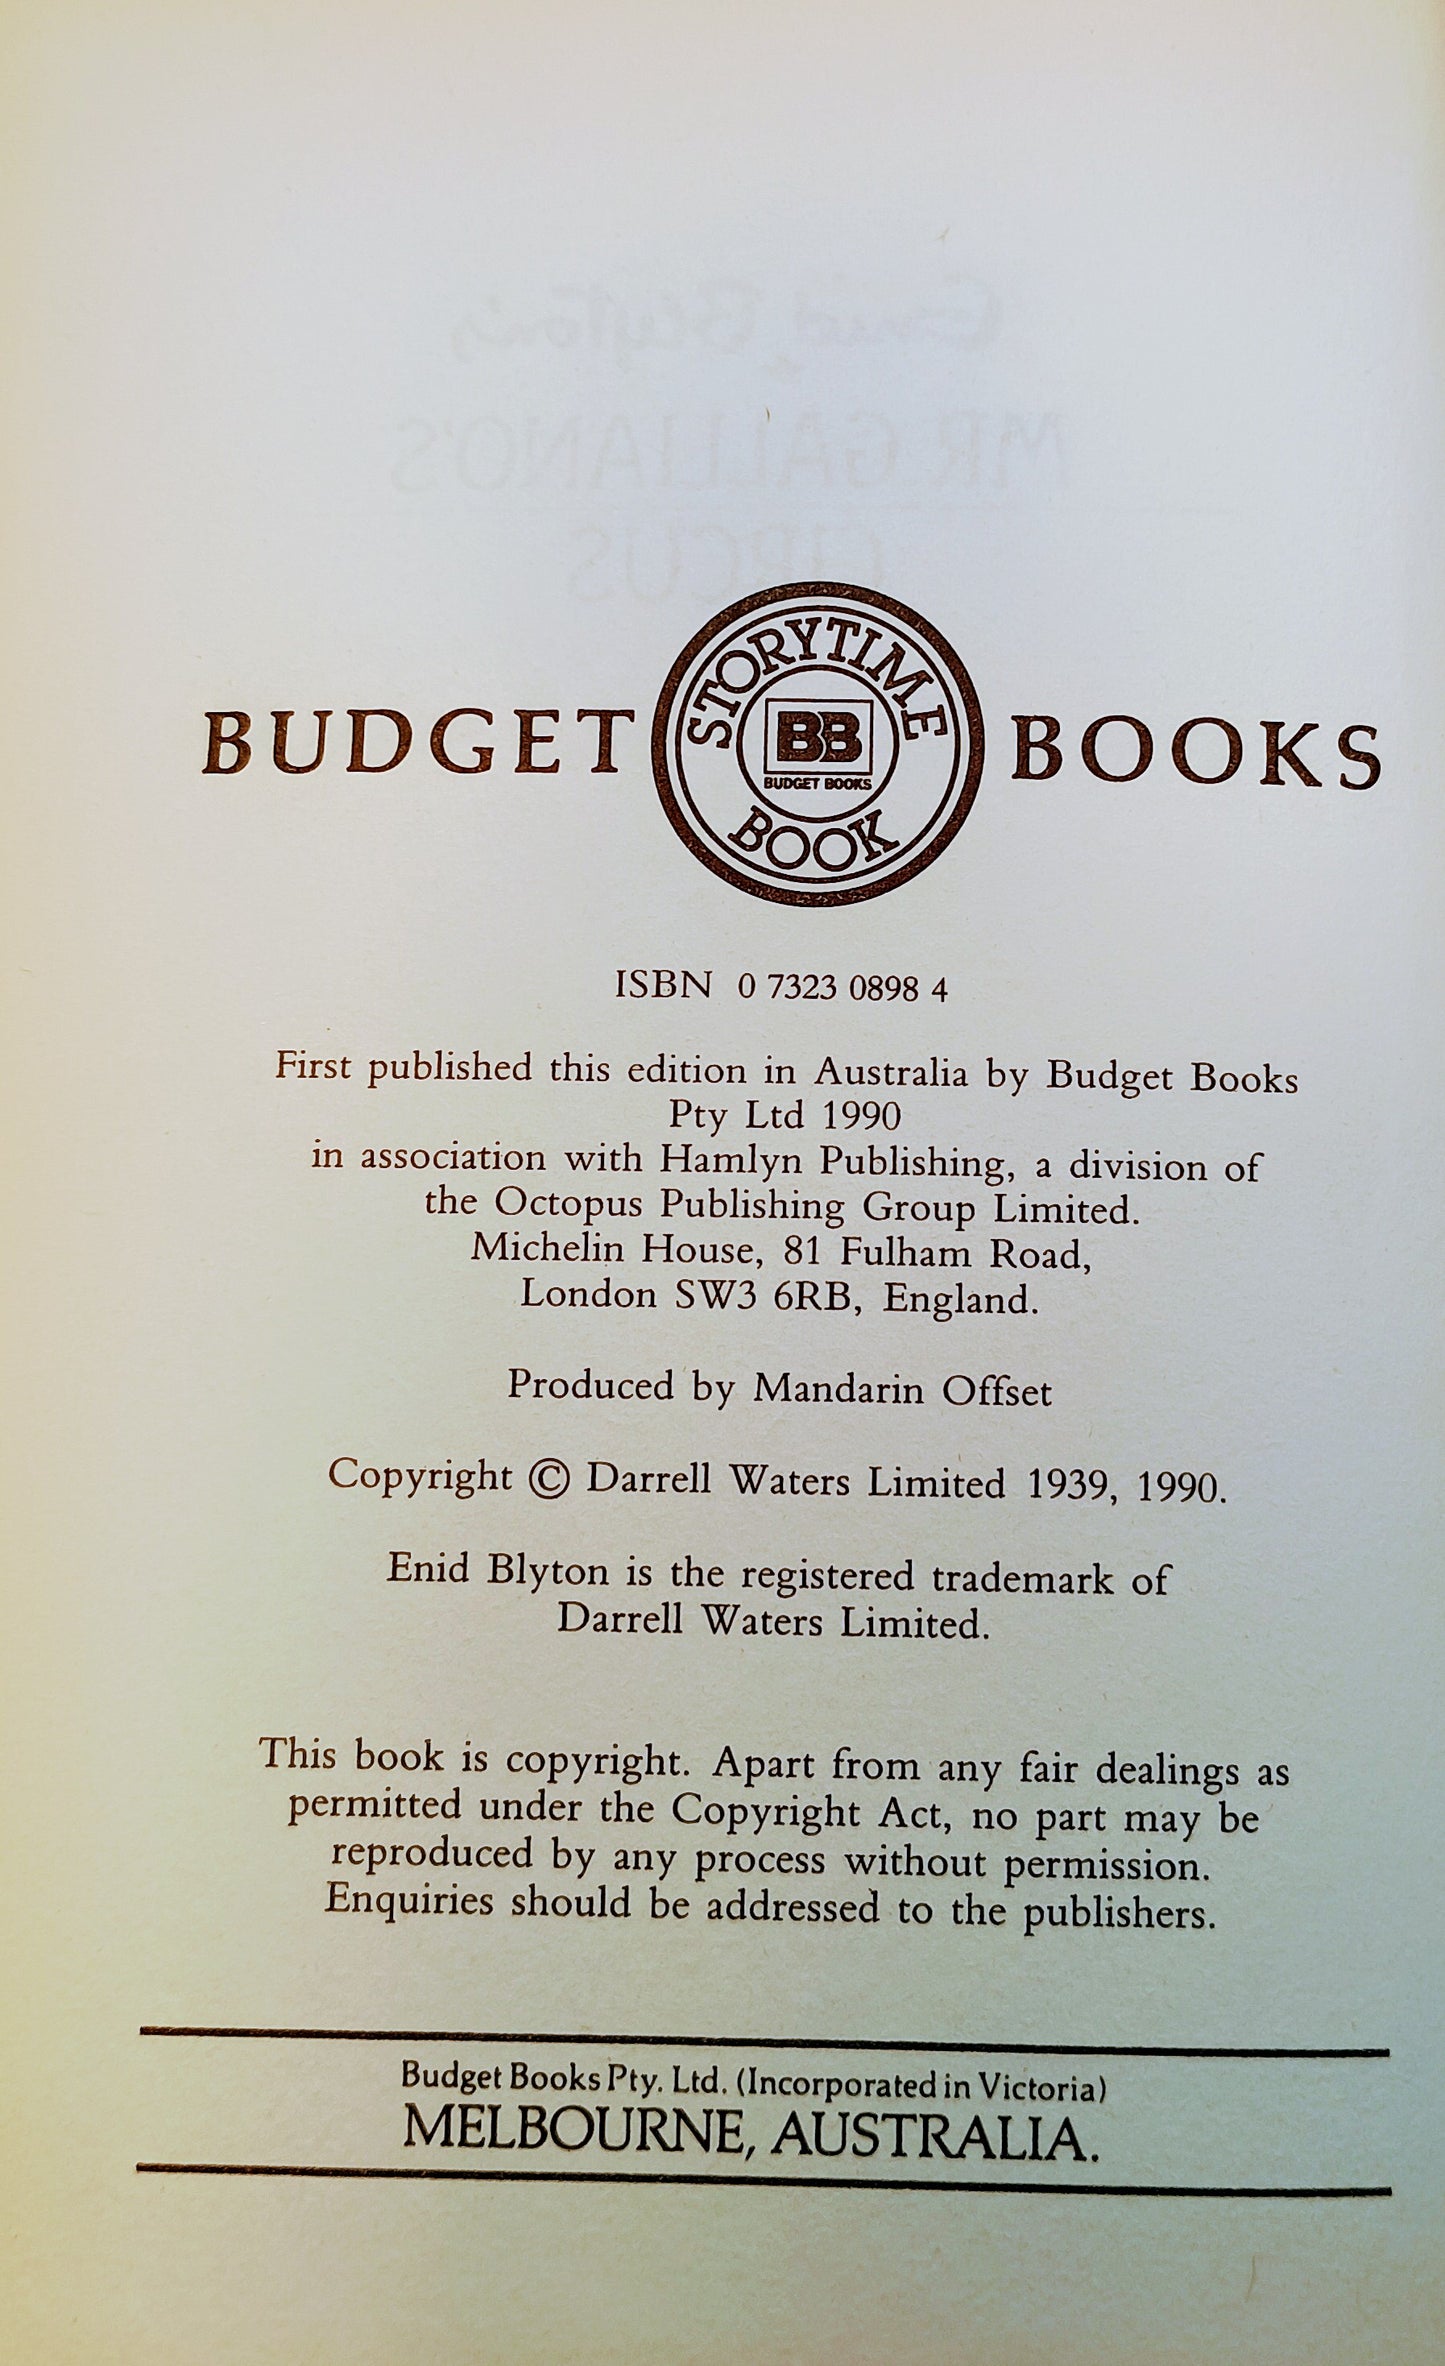 Enid Blyton's
MR. GALLIANO'S
CIRCUS
BUDGET BOOKS
STORYTIME
BB
BUDGET BOOKS
BOOK
ISBN 0 7323 0898 4
First published this edition in Australia by Budget Books
Pty Ltd 1990
in association with Hamlyn Publishing, a division of
the Octopus Publishing Group Limited.
Michelin House, 81 Fulham Road,
London SW3 6RB, England.
Produced by Mandarin Offset
Copyright © Darrell Waters Limited 1939, 1990.
Enid Blyton is the registered trademark of
Darrell Waters Limited.
This book is copyright. Apart from any fair dealings as
permitted under the Copyright Act, no part may be
reproduced by any process without permission.
Enquiries should be addressed to the publishers.
Budget Books Pty. Ltd. (Incorporated in Victoria)
MELBOURNE, AUSTRALIA.